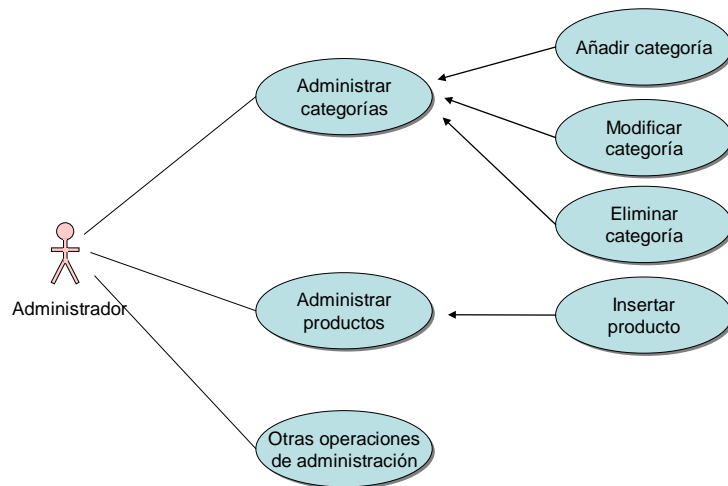 Añadir categoría
Administrar
categorías
Modificar
categoría
Eliminar
categoría
Administrador
Administrar
productos
Insertar
producto
Otras operaciones
de administración